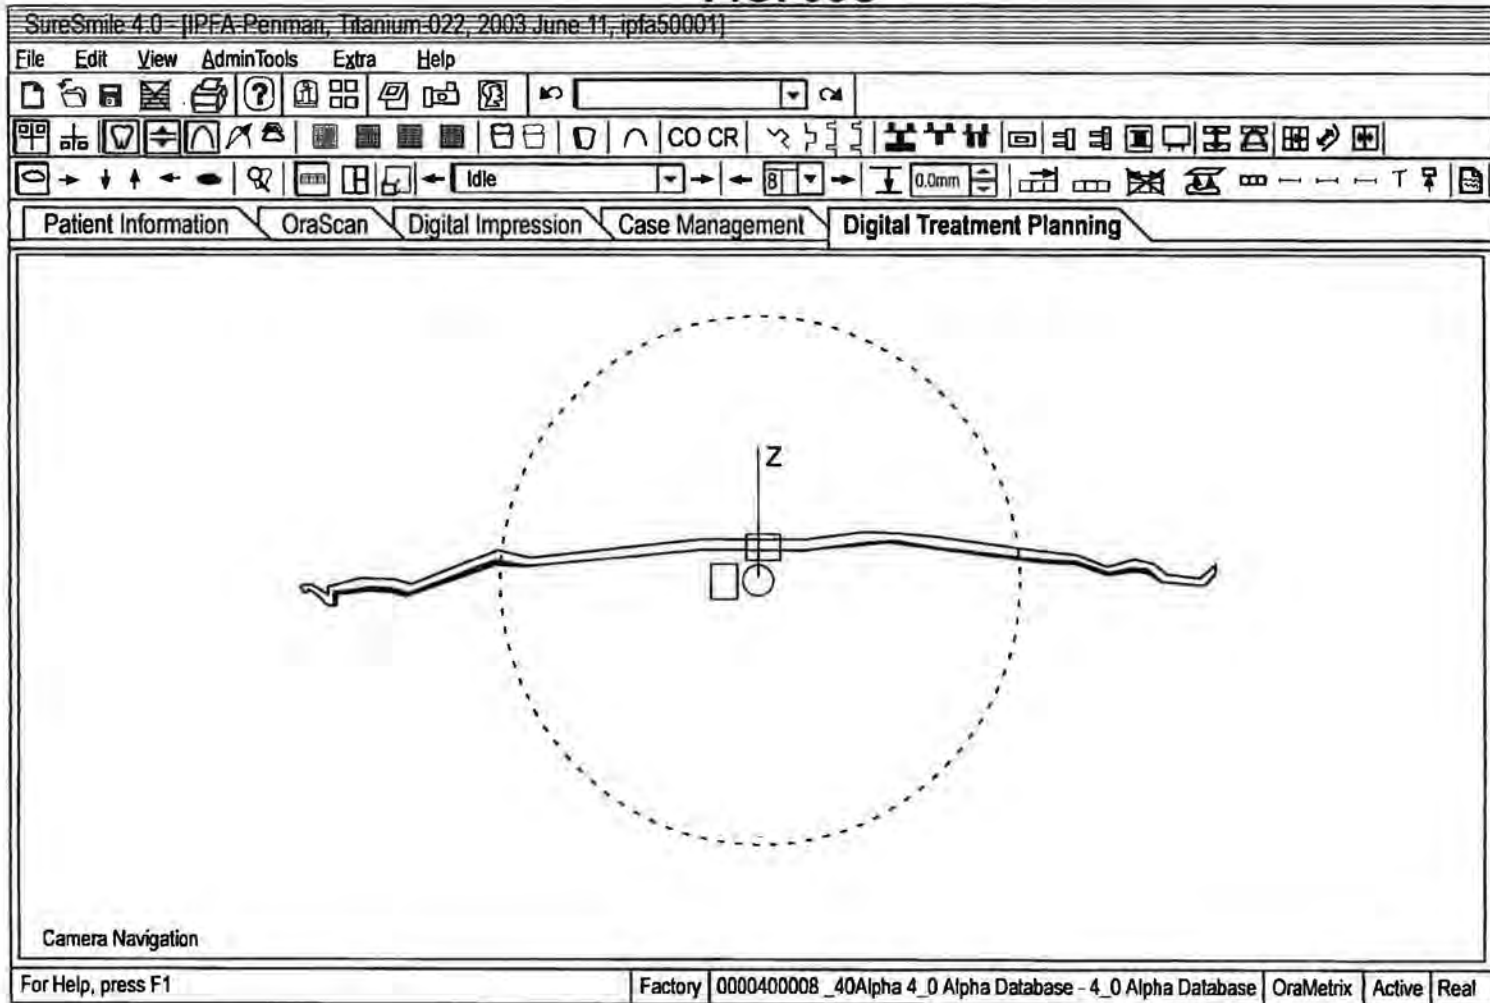 SureSmile 4.0 - [IPFA-Penman, Titanium-022, 2003 June 11, ipfa50001]
File Edit View AdminTools Extra Help
CO CR
Idle 8 0.0mm T
Patient Information OraScan Digital Impression Case Management Digital Treatment Planning
Z
Camera Navigation
For Help, press F1 Factory 0000400008 _40Alpha 4_0 Alpha Database - 4_0 Alpha Database OraMetrix Active Real